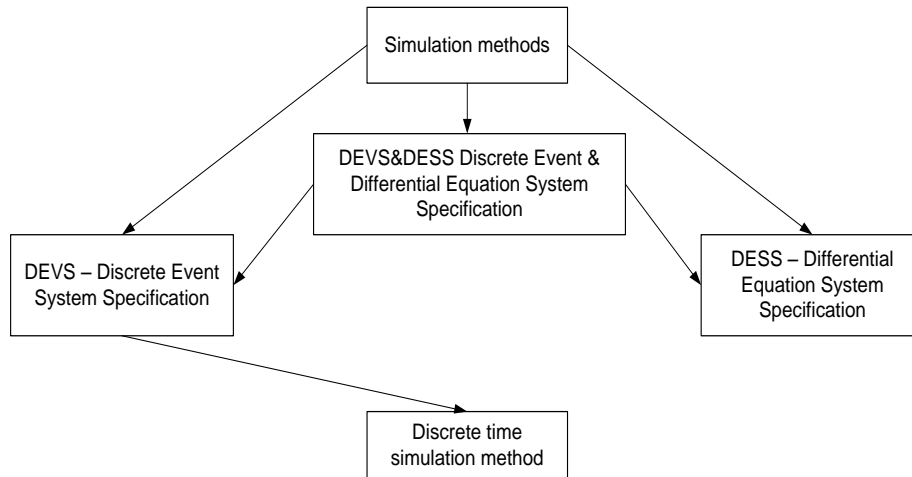 Simulation methods
DEVS&DESS Discrete Event &
Differential Equation System
Specification
DEVS – Discrete Event
System Specification
DESS – Differential
Equation System
Specification
Discrete time
simulation method